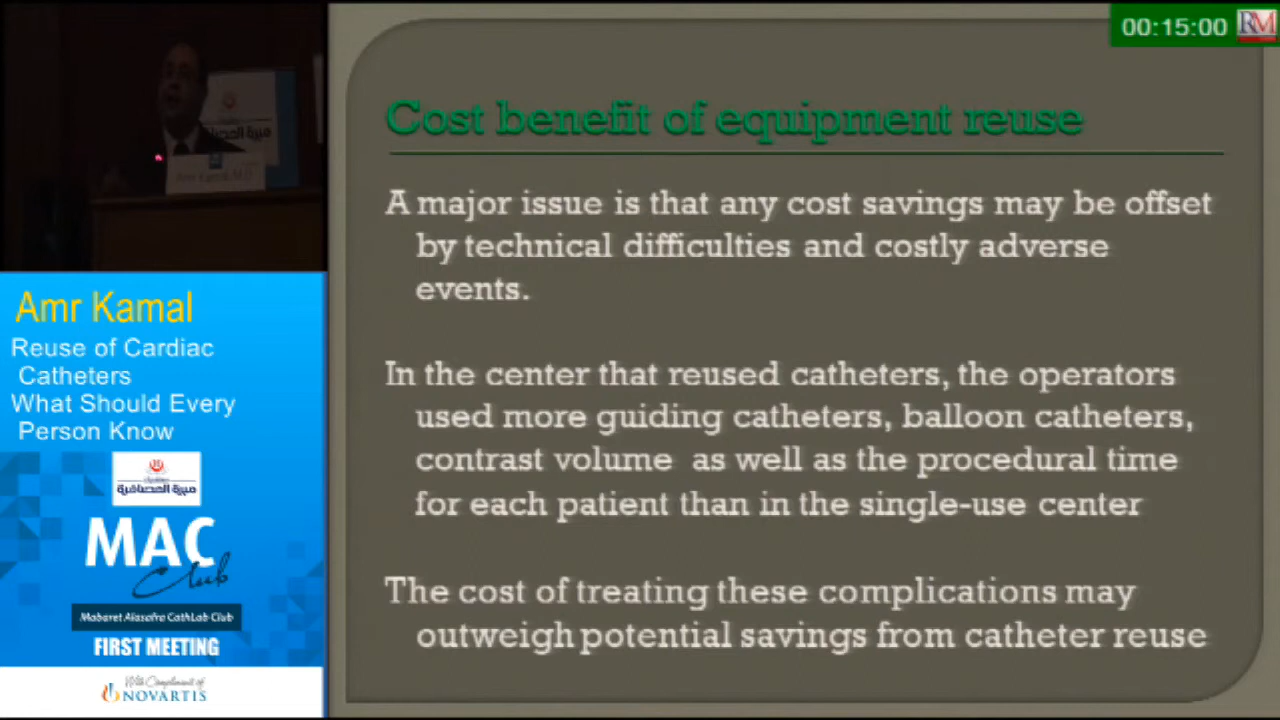 00:15:00
RM
Cost benefit of equipment reuse
A major issue is that any cost savings may be offset
by technical difficulties and costly adverse
events.
In the center that reused catheters, the operators
used more guiding catheters, balloon catheters,
contrast volume as well as the procedural time
for each patient than in the single-use center
The cost of treating these complications may
outweigh potential savings from catheter reuse
Amr Kamal, M.D
Amr Kamal
Reuse of Cardiac
Catheters
What Should Every
Person Know
ميرة العصافرة
MAC
Club
Mabaret Alasafra CathLab Club
FIRST MEETING
With Compliment of
NOVARTIS